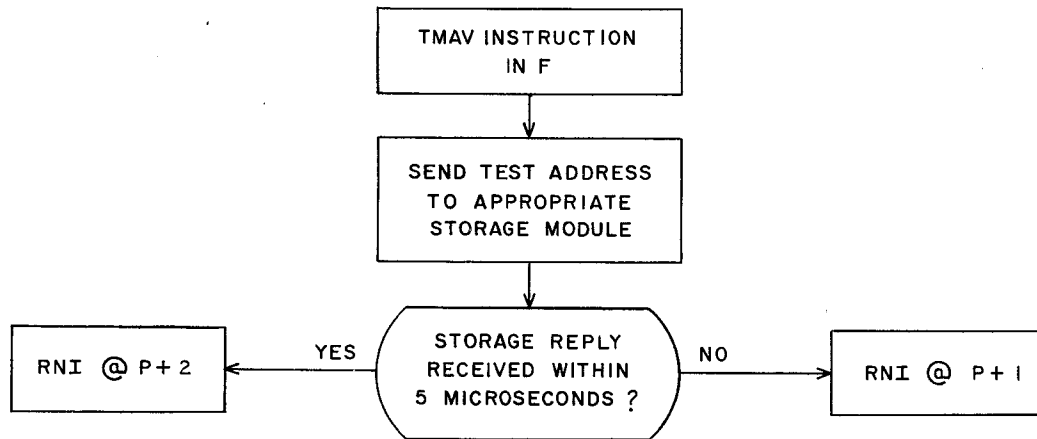 TMAV INSTRUCTION
IN F
SEND TEST ADDRESS
TO APPROPRIATE
STORAGE MODULE
STORAGE REPLY
RECEIVED WITHIN
5 MICROSECONDS ?
YES
NO
RNI @ P+2
RNI @ P+1